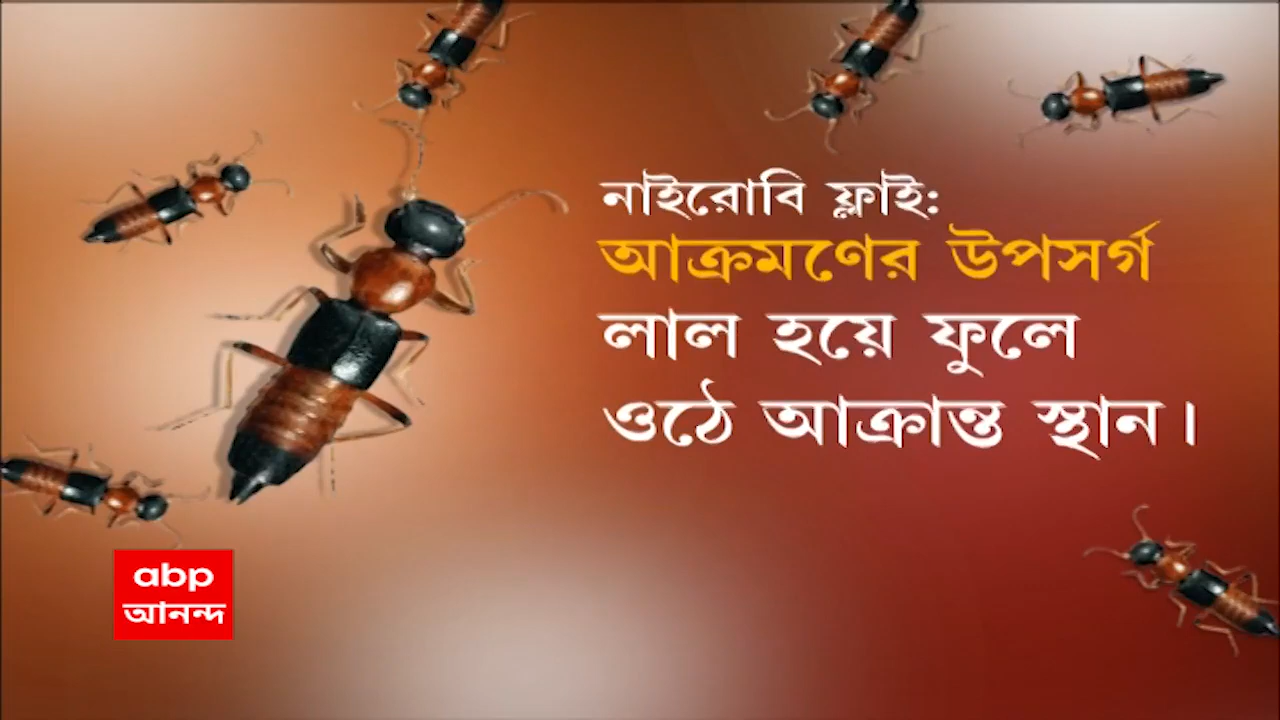 নাইরোবি ফ্লাই:
আক্রমণের উপসর্গ
লাল হয়ে ফুলে
ওঠে আক্রান্ত স্থান।
abp
আনন্দ